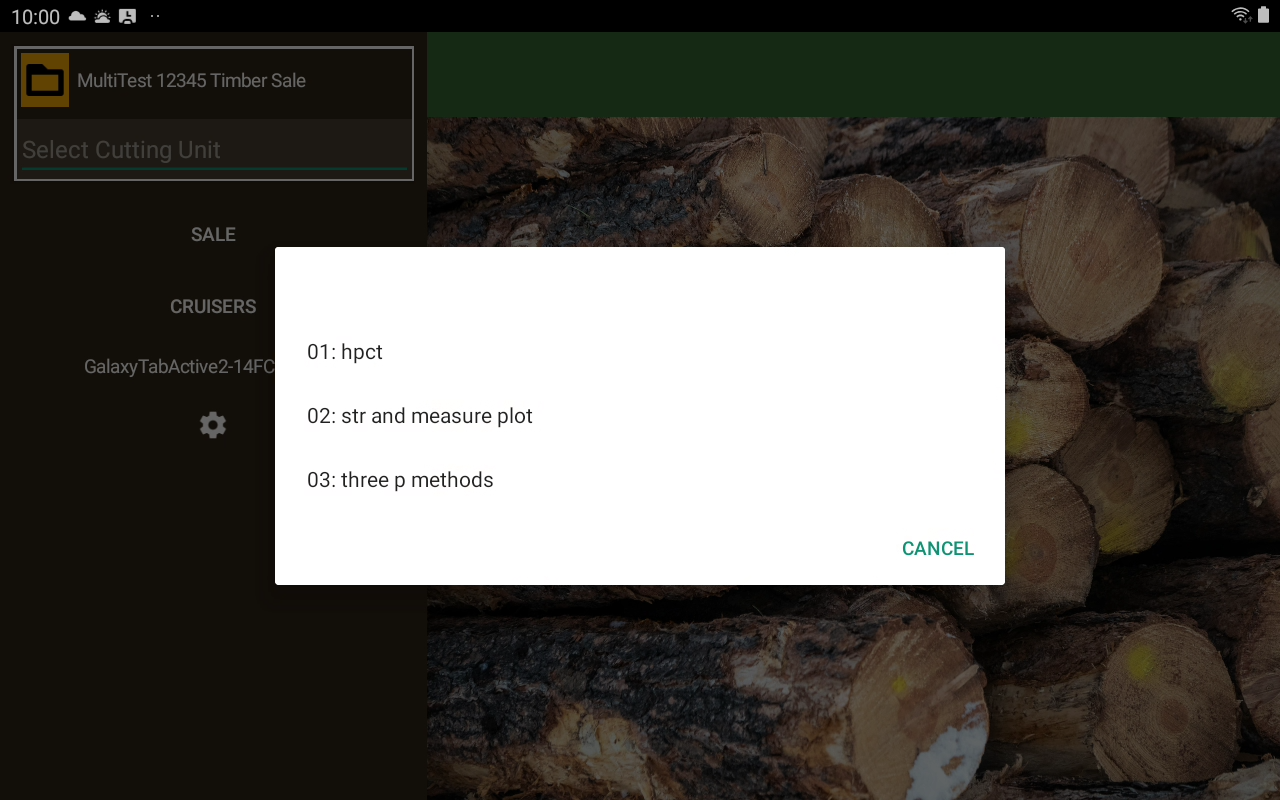 10:00
MultiTest 12345 Timber Sale
Select Cutting Unit
SALE
CRUISERS
GalaxyTabActive2-14FC
01: hpct
02: str and measure plot
03: three p methods
CANCEL